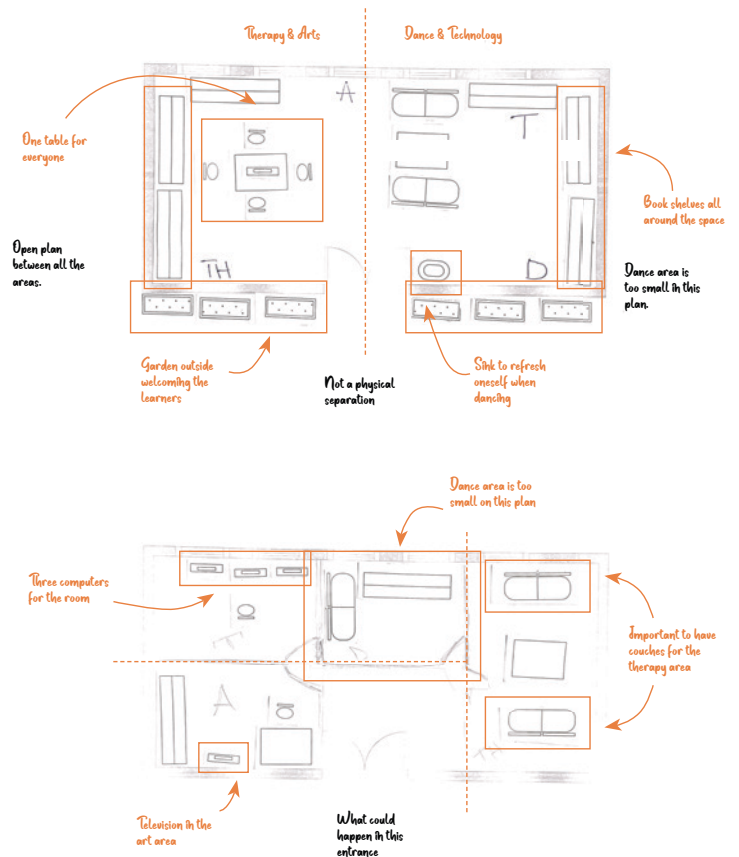 Therapy & Arts
Dance & Technology
One table for
everyone
A
T
Book shelves all
around the space
Open plan
between all the
areas.
TH
D
Dance area is
too small in this
plan.
Garden outside
welcoming the
learners
Not a physical
separation
Sink to refresh
oneself when
dancing
Dance area is too
small on this plan
Three computers
for the room
T
Important to have
couches for the
therapy area
A
TH
Television in the
art area
What could
happen in this
entrance